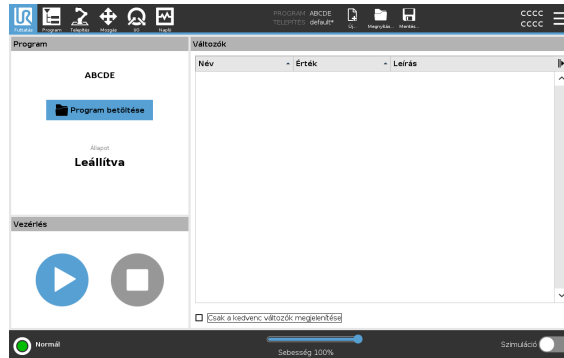 UR
Futtatás Program Telepítés Mozgás I/O Napló
PROGRAM ABCDE
TELEPÍTÉS default*
Új... Megnyitás... Mentés...
CCCC
CCCC
Program
Változók
ABCDE
Név Érték Leírás
Program betöltése
Állapot
Leállítva
Vezérlés
Csak a kedvenc változók megjelenítése
Normál
Sebesség 100%
Szimuláció